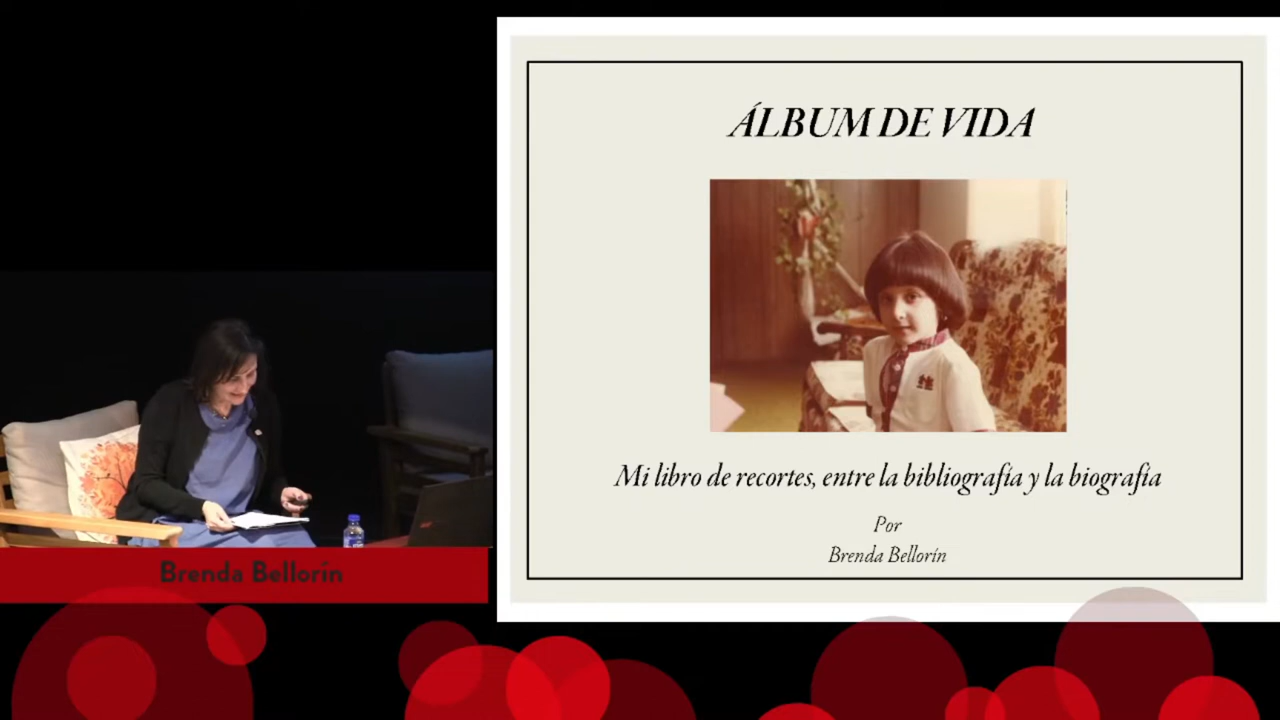 ÁLBUM DE VIDA
Mi libro de recortes, entre la bibliografía y la biografía
Por
Brenda Bellorín
Brenda Bellorín